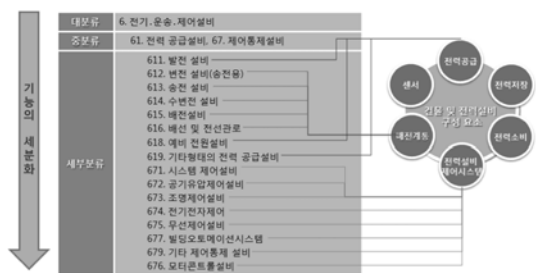 대분류 6. 전기.운송.제어설비
중분류 61. 전력 공급설비, 67. 제어통제설비
기능의 세분화
세부분류
611. 발전 설비
612. 변전 설비(송전용)
613. 송전 설비
614. 수변전 설비
615. 배전설비
616. 배선 및 전선관로
618. 예비 전원설비
619. 기타형태의 전력 공급설비
671. 시스템 제어설비
672. 공기유압제어설비
673. 조명제어설비
674. 전기전자제어
675. 무선제어설비
677. 빌딩오토메이션시스템
679. 기타 제어통제 설비
676. 모터콘트롤설비
전력공급
센서
전력저장
건물 및 전력설비
구성 요소
배전계통
전력소비
전력설비
제어시스템